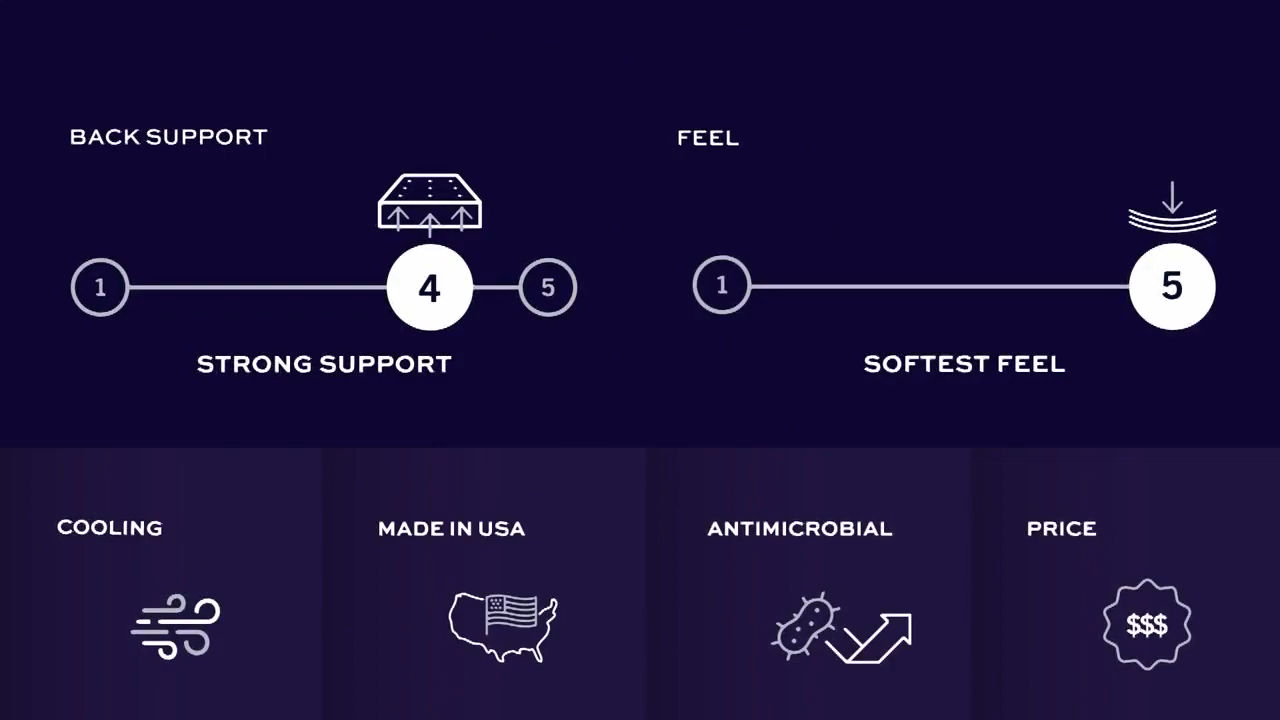 BACK SUPPORT
1
4
5
STRONG SUPPORT
FEEL
1
5
SOFTEST FEEL
COOLING
MADE IN USA
ANTIMICROBIAL
PRICE
$$$